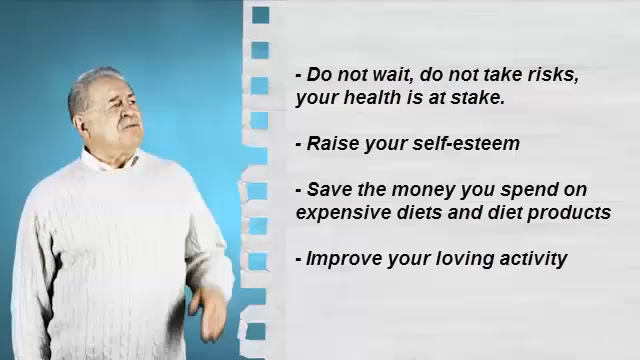 - Do not wait, do not take risks,
your health is at stake.
- Raise your self-esteem
- Save the money you spend on
expensive diets and diet products
- Improve your loving activity